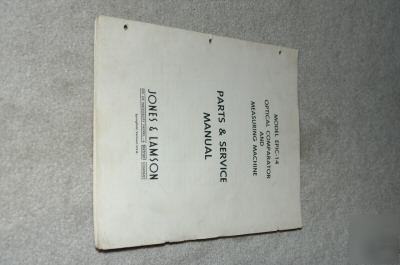 MODEL EPIC-14
OPTICAL COMPARATOR
AND
MEASURING MACHINE
PARTS & SERVICE
MANUAL
JONES & LAMSON